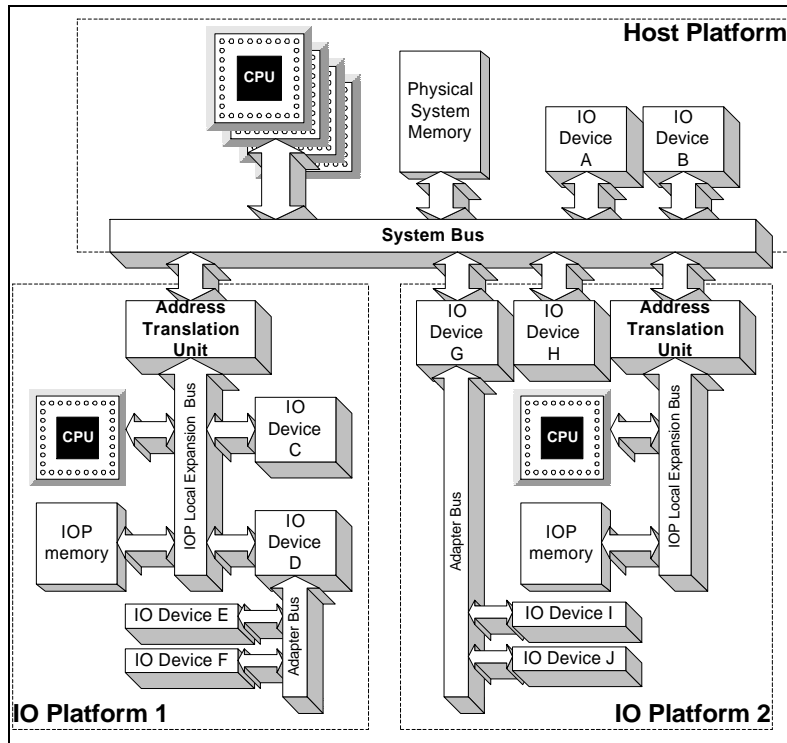 Host Platform
CPU
Physical
System
Memory
IO
Device
A
IO
Device
B
System Bus
Address
Translation
Unit
IOP Local Expansion Bus
CPU
IO
Device
C
IOP
memory
IO
Device
D
Adapter Bus
IO Device E
IO Device F
IO Platform 1
IO
Device
G
IO
Device
H
Address
Translation
Unit
Adapter Bus
CPU
IOP Local Expansion Bus
IOP
memory
IO Device I
IO Device J
IO Platform 2